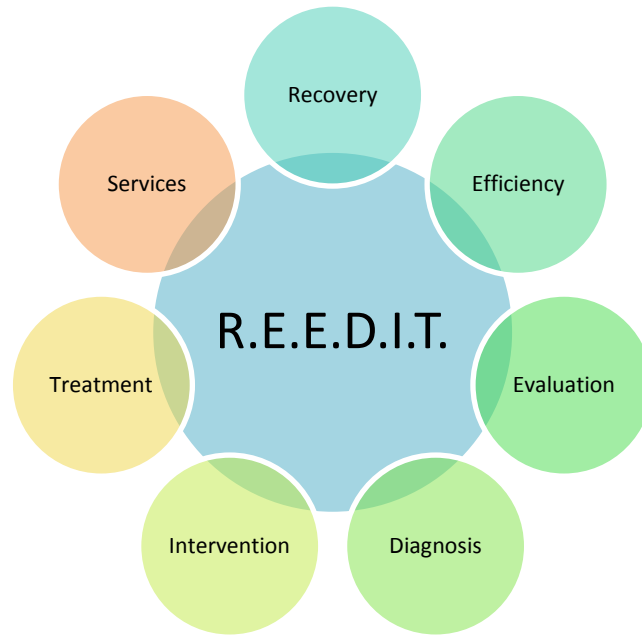 Recovery
Efficiency
Evaluation
Diagnosis
Intervention
Treatment
Services
R.E.E.D.I.T.